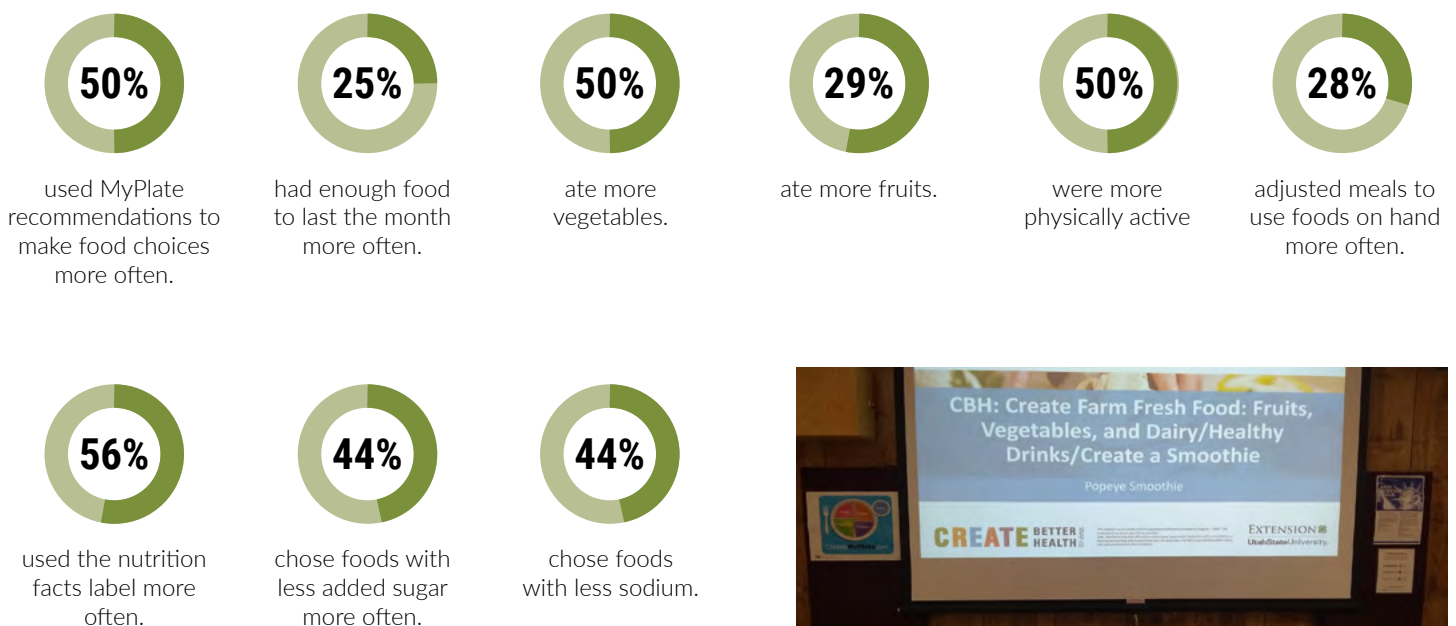 50%
used MyPlate
recommendations to
make food choices
more often.
25%
had enough food
to last the month
more often.
50%
ate more
vegetables.
29%
ate more fruits.
50%
were more
physically active
28%
adjusted meals to
use foods on hand
more often.
56%
used the nutrition
facts label more
often.
44%
chose foods with
less added sugar
more often.
44%
chose foods
with less sodium.
CBH: Create Farm Fresh Food: Fruits,
Vegetables, and Dairy/Healthy
Drinks/Create a Smoothie
Popeye Smoothie
CREATE BETTER
HEALTH
EXTENSION
UtahStateUniversity.